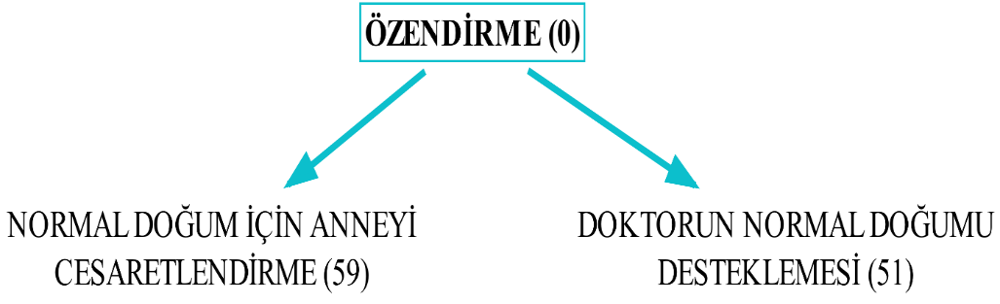 ÖZENDİRME (0)
NORMAL DOĞUM İÇİN ANNEYİ
CESARETLENDİRME (59)
DOKTORUN NORMAL DOĞUMU
DESTEKLEMESİ (51)